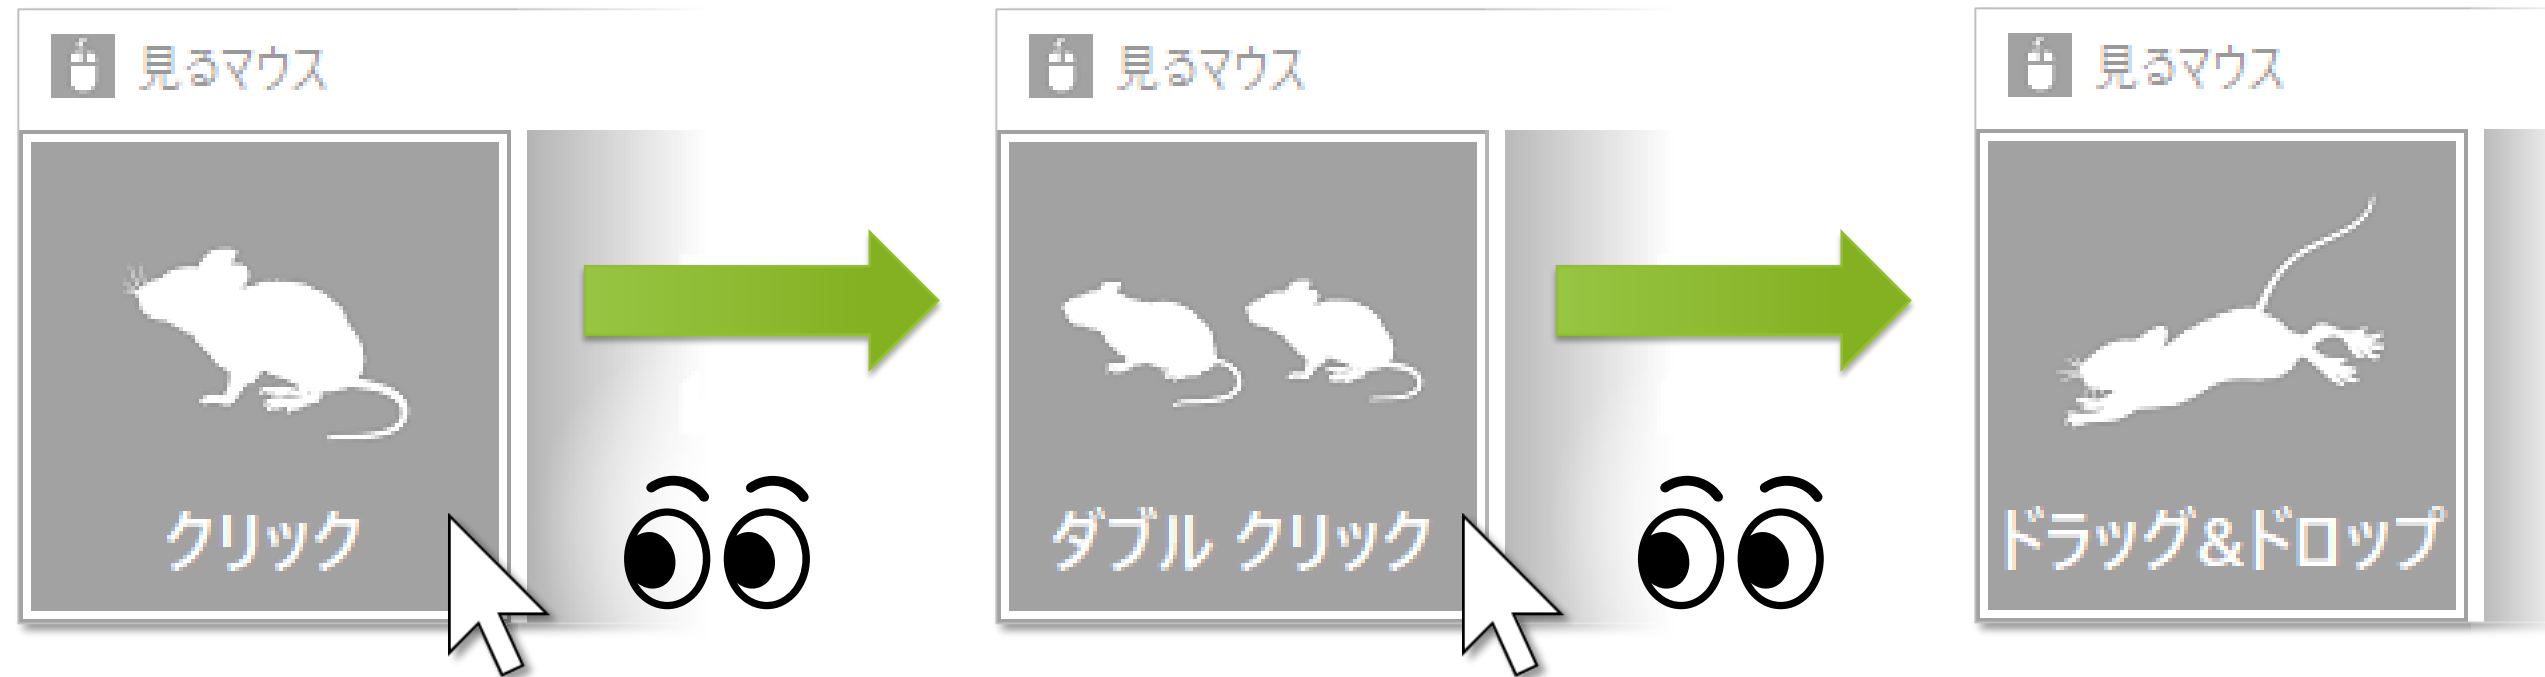 見るマウス
クリック
見るマウス
ダブル クリック
見るマウス
ドラッグ&ドロップ